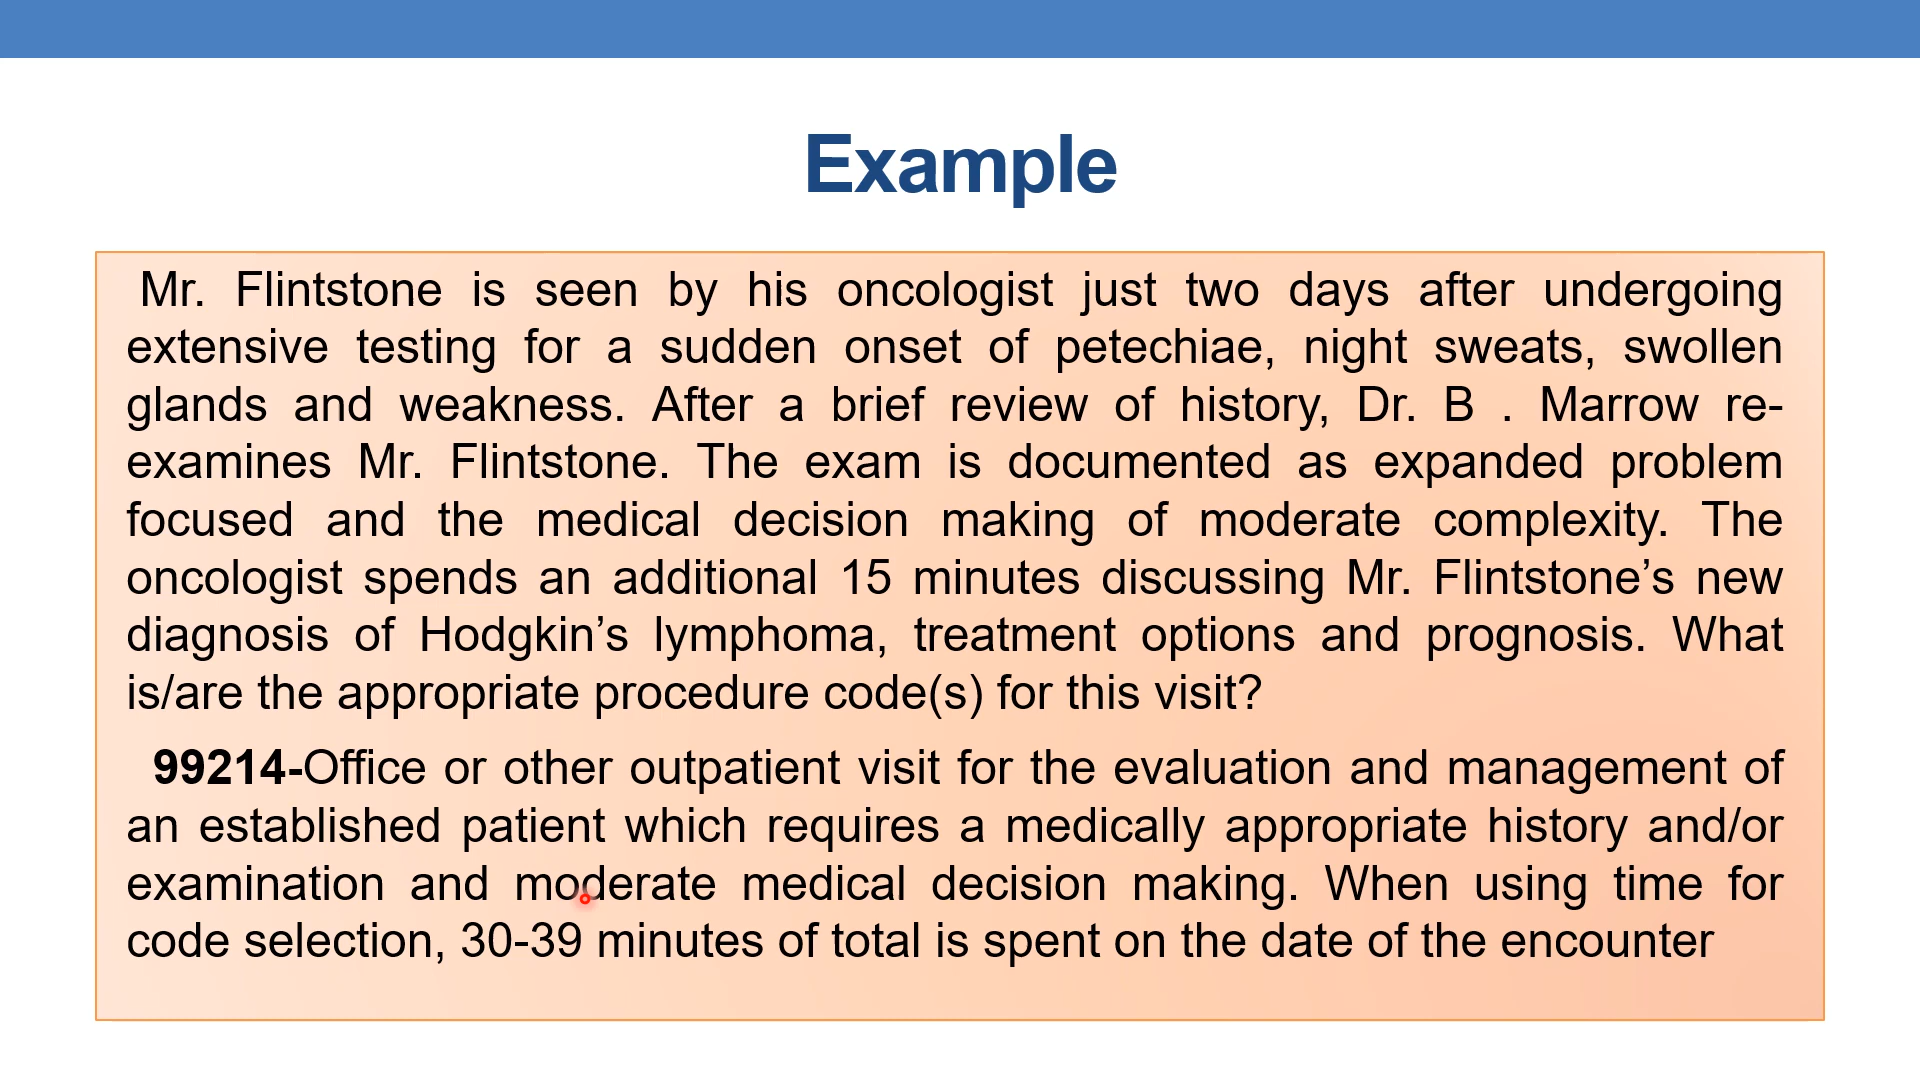 Example
Mr. Flintstone is seen by his oncologist just two days after undergoing
extensive testing for a sudden onset of petechiae, night sweats, swollen
glands and weakness. After a brief review of history, Dr. B . Marrow re-
examines Mr. Flintstone. The exam is documented as expanded problem
focused and the medical decision making of moderate complexity. The
oncologist spends an additional 15 minutes discussing Mr. Flintstone’s new
diagnosis of Hodgkin’s lymphoma, treatment options and prognosis. What
is/are the appropriate procedure code(s) for this visit?
99214-Office or other outpatient visit for the evaluation and management of
an established patient which requires a medically appropriate history and/or
examination and moderate medical decision making. When using time for
code selection, 30-39 minutes of total is spent on the date of the encounter